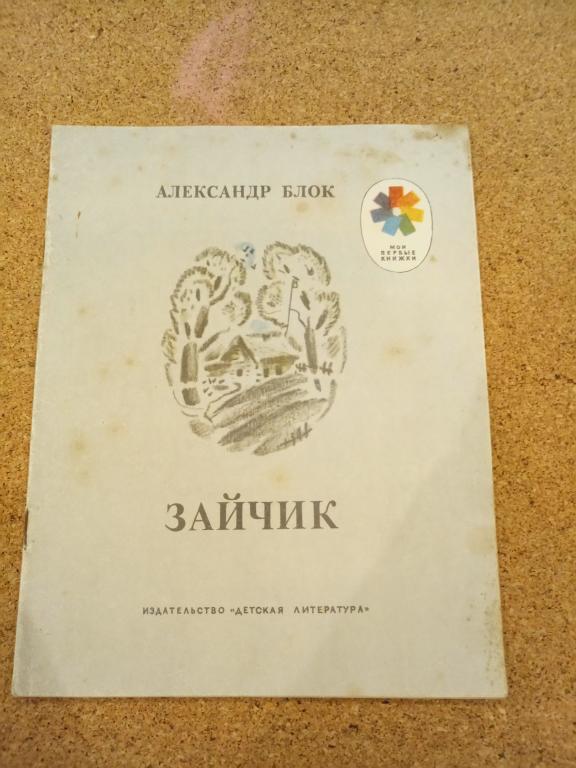 АЛЕКСАНДР БЛОК
МОИ
ПЕРВЫЕ
КНИЖКИ
ЗАЙЧИК
ИЗДАТЕЛЬСТВО «ДЕТСКАЯ ЛИТЕРАТУРА»